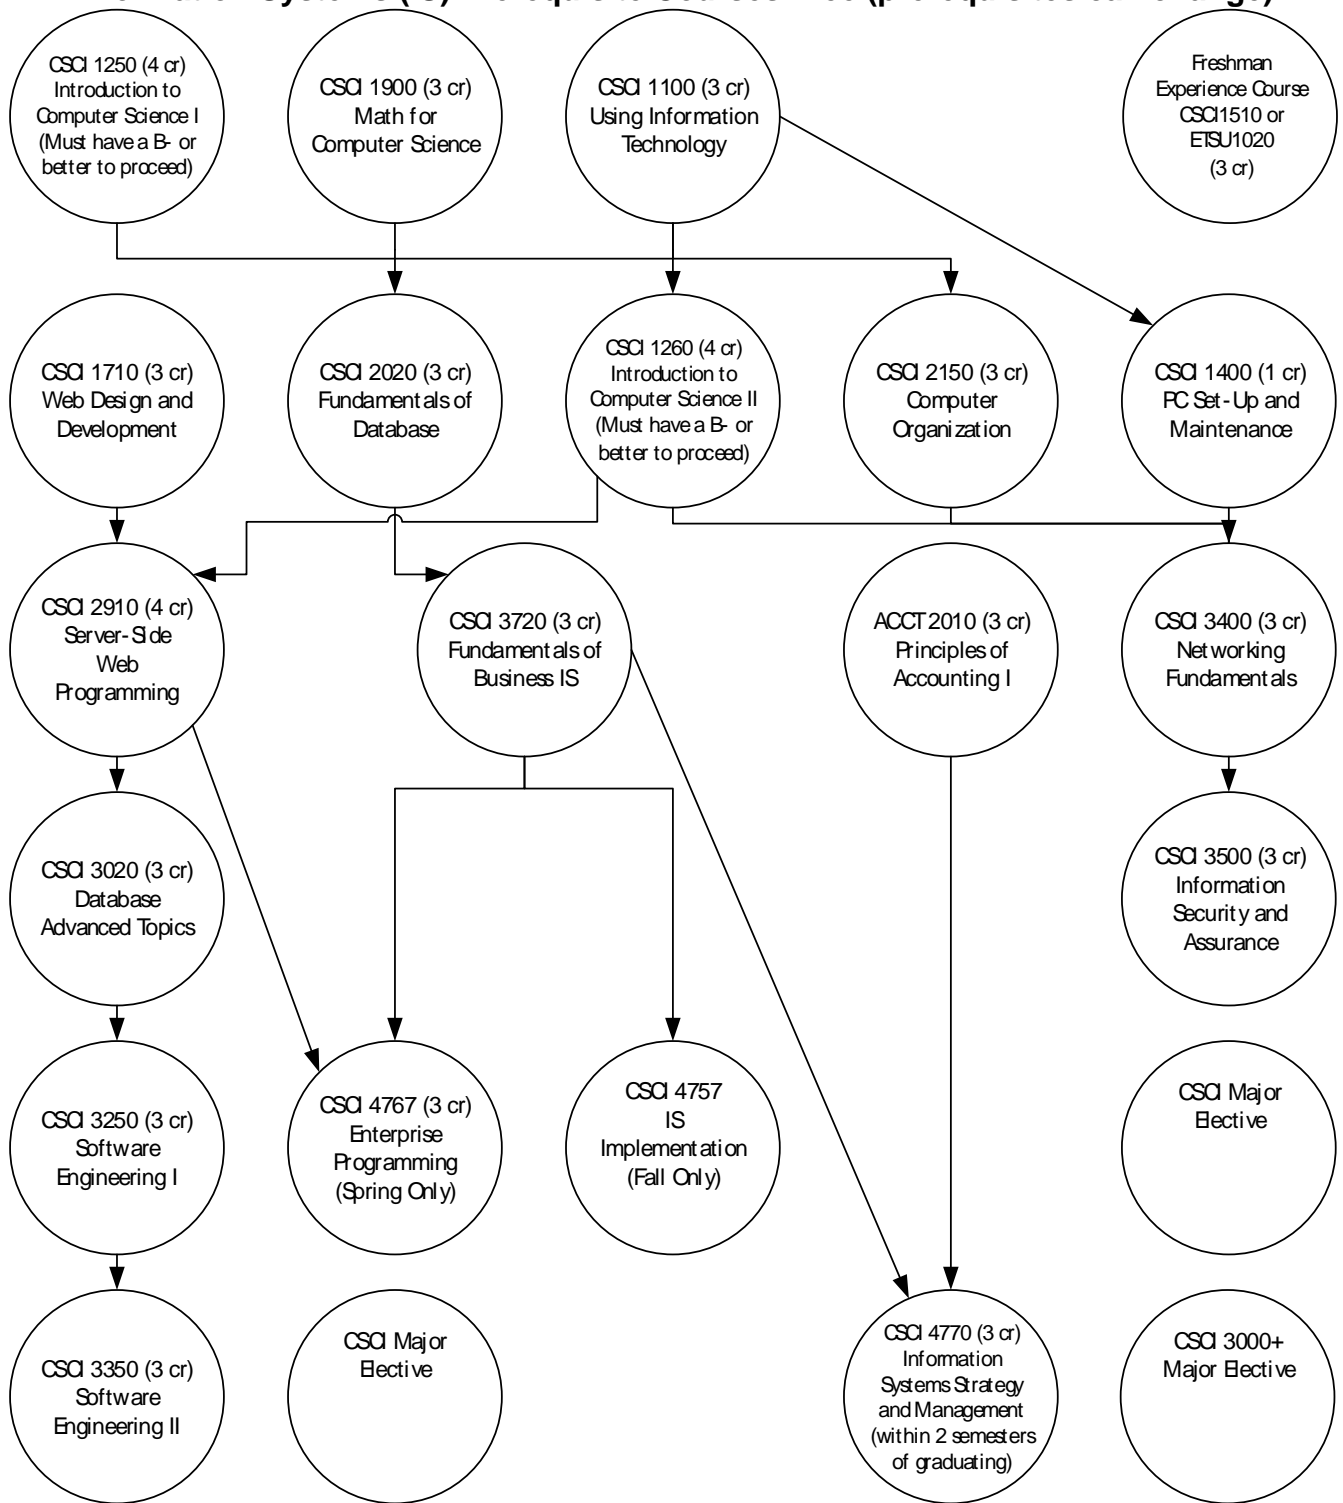 (IS)
(prerequisites can change)
CSCI 1250 (4 cr)
Introduction to
Computer Science I
(Must have a B- or
better to proceed)
CSCI 1900 (3 cr)
Math for
Computer Science
CSCI 1100 (3 cr)
Using Information
Technology
Freshman
Experience Course
CSCI1510 or
ETSU1020
(3 cr)
CSCI 1710 (3 cr)
Web Design and
Development
CSCI 2020 (3 cr)
Fundamentals of
Database
CSCI 1260 (4 cr)
Introduction to
Computer Science II
(Must have a B- or
better to proceed)
CSCI 2150 (3 cr)
Computer
Organization
CSCI 1400 (1 cr)
PC Set-Up and
Maintenance
CSCI 2910 (4 cr)
Server-Side
Web
Programming
CSCI 3720 (3 cr)
Fundamentals of
Business IS
ACCT 2010 (3 cr)
Principles of
Accounting I
CSCI 3400 (3 cr)
Networking
Fundamentals
CSCI 3020 (3 cr)
Database
Advanced Topics
CSCI 3500 (3 cr)
Information
Security and
Assurance
CSCI 3250 (3 cr)
Software
Engineering I
CSCI 4767 (3 cr)
Enterprise
Programming
(Spring Only)
CSCI 4757
IS
Implementation
(Fall Only)
CSCI Major
Elective
CSCI 3350 (3 cr)
Software
Engineering II
CSCI Major
Elective
CSCI 4770 (3 cr)
Information
Systems Strategy
and Management
(within 2 semesters
of graduating)
CSCI 3000+
Major Elective